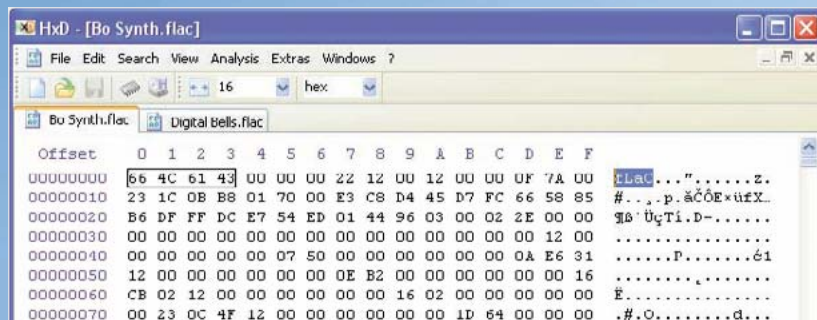 HxD - [Bo Synth.flac]
File Edit Search View Analysis Extras Windows ?
16 hex
Bo Synth.flac Digital Bells.flac
Offset 0 1 2 3 4 5 6 7 8 9 A B C D E F
00000000 66 4C 61 43 00 00 00 22 12 00 12 00 00 0F 7A 00 fLaC..."......z.
00000010 23 1C 0B B8 01 70 00 E3 C8 D4 45 D7 FC 66 58 85 #..¸.p.ăČÔE×üfX…
00000020 B6 DF FF DC E7 54 ED 01 44 96 03 00 02 2E 00 00 ¶ß˙ÜçTí.D–......
00000030 00 00 00 00 00 00 00 00 00 00 00 00 00 00 12 00 ................
00000040 00 00 00 00 00 07 50 00 00 00 00 00 00 0A E6 31 ......P.......ć1
00000050 12 00 00 00 00 00 00 0E B2 00 00 00 00 00 00 16 ........˛.......
00000060 CB 02 12 00 00 00 00 00 00 16 02 00 00 00 00 00 Ë...............
00000070 00 23 0C 4F 12 00 00 00 00 00 00 1D 64 00 00 00 .#.O........d...